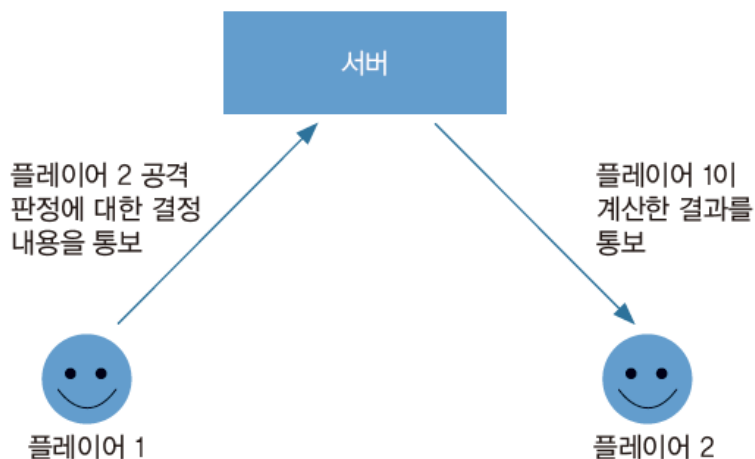 서버
플레이어 2 공격
판정에 대한 결정
내용을 통보
플레이어 1이
계산한 결과를
통보
플레이어 1
플레이어 2